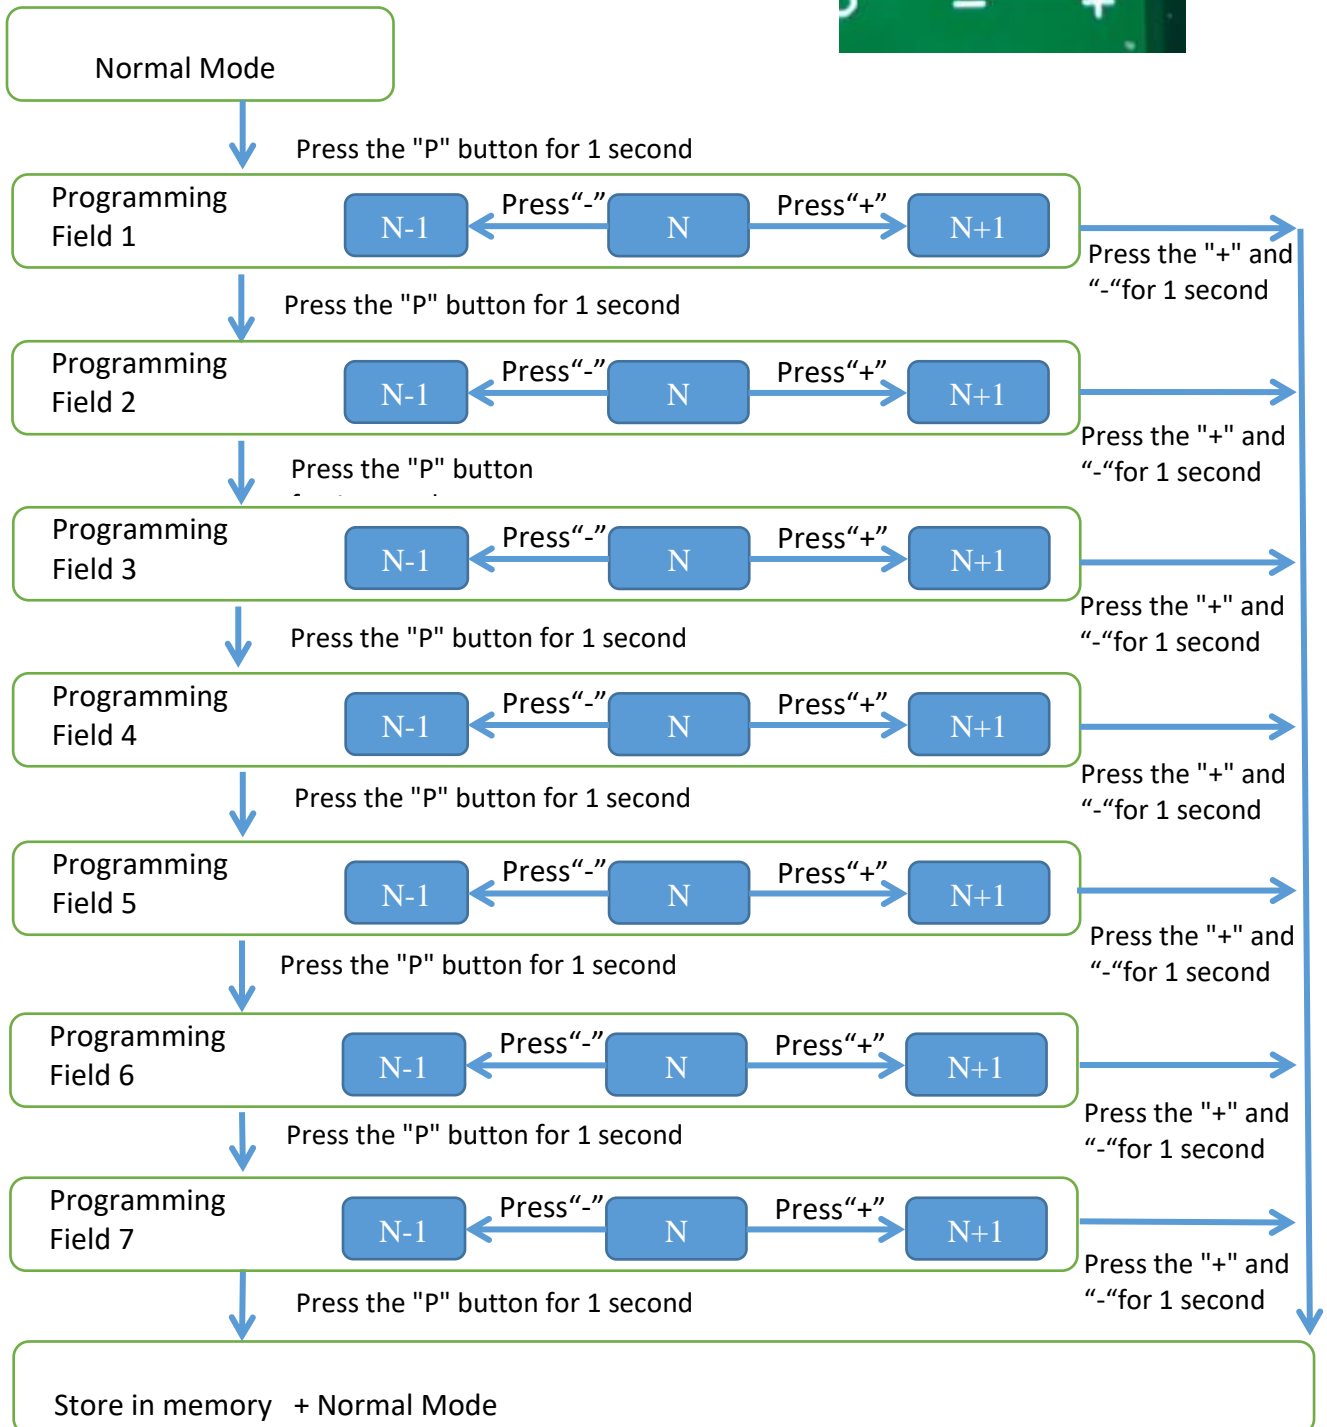 - +
Normal Mode
Press the "P" button for 1 second
Programming
Field 1
N-1
Press“-”
N
Press“+”
N+1
Press the "+" and
“-“for 1 second
Press the "P" button for 1 second
Programming
Field 2
N-1
Press“-”
N
Press“+”
N+1
Press the "+" and
“-“for 1 second
Press the "P" button
Programming
Field 3
N-1
Press“-”
N
Press“+”
N+1
Press the "+" and
“-“for 1 second
Press the "P" button for 1 second
Programming
Field 4
N-1
Press“-”
N
Press“+”
N+1
Press the "+" and
“-“for 1 second
Press the "P" button for 1 second
Programming
Field 5
N-1
Press“-”
N
Press“+”
N+1
Press the "+" and
“-“for 1 second
Press the "P" button for 1 second
Programming
Field 6
N-1
Press“-”
N
Press“+”
N+1
Press the "+" and
“-“for 1 second
Press the "P" button for 1 second
Programming
Field 7
N-1
Press“-”
N
Press“+”
N+1
Press the "+" and
“-“for 1 second
Press the "P" button for 1 second
Store in memory + Normal Mode